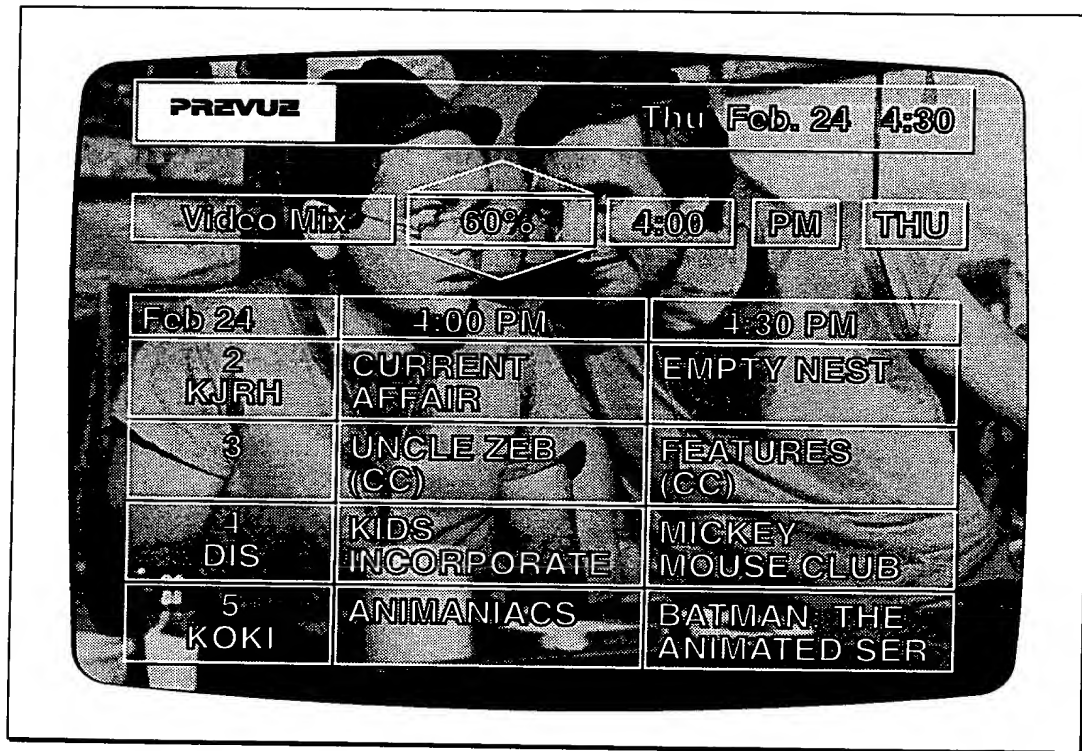 PREVUE
Thu Feb. 24 4:30
Video Mix 60% 4:00 PM THU
Feb 24 4:00 PM 4:30 PM
2
KJRH
CURRENT
AFFAIR
EMPTY NEST
3
UNCLE ZEB
(CC)
FEATURES
(CC)
4
DIS
KIDS
INCORPORATE
MICKEY
MOUSE CLUB
5
KOKI
ANIMANIACS
BATMAN, THE
ANIMATED SER